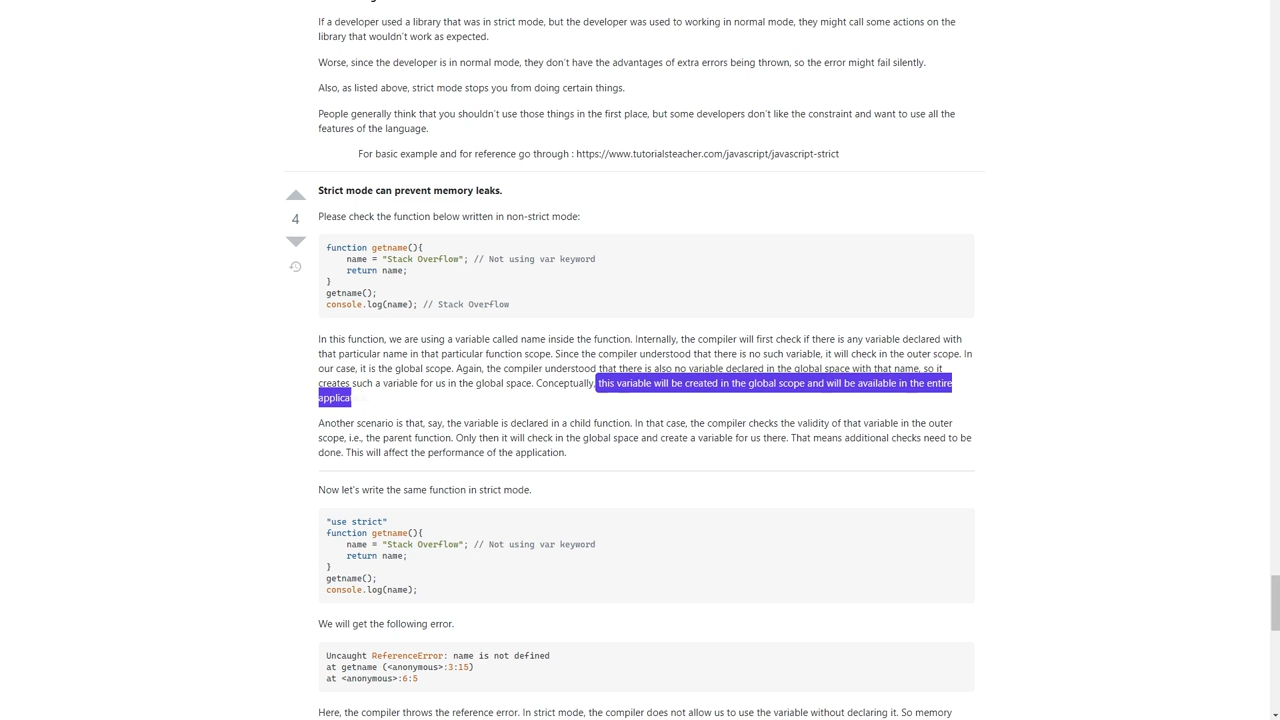 If a developer used a library that was in strict mode, but the developer was used to working in normal mode, they might call some actions on the
library that wouldn't work as expected.
Worse, since the developer is in normal mode, they don't have the advantages of extra errors being thrown, so the error might fail silently.
Also, as listed above, strict mode stops you from doing certain things.
People generally think that you shouldn't use those things in the first place, but some developers don't like the constraint and want to use all the
features of the language.
For basic example and for reference go through : https://www.tutorialsteacher.com/javascript/javascript-strict
Strict mode can prevent memory leaks.
4
Please check the function below written in non-strict mode:
function getname(){
    name = "Stack Overflow"; // Not using var keyword
    return name;
}
getname();
console.log(name); // Stack Overflow
In this function, we are using a variable called name inside the function. Internally, the compiler will first check if there is any variable declared with
that particular name in that particular function scope. Since the compiler understood that there is no such variable, it will check in the outer scope. In
our case, it is the global scope. Again, the compiler understood that there is also no variable declared in the global space with that name, so it
creates such a variable for us in the global space. Conceptually, this variable will be created in the global scope and will be available in the entire
applicat
Another scenario is that, say, the variable is declared in a child function. In that case, the compiler checks the validity of that variable in the outer
scope, i.e., the parent function. Only then it will check in the global space and create a variable for us there. That means additional checks need to be
done. This will affect the performance of the application.
Now let's write the same function in strict mode.
"use strict"
function getname(){
    name = "Stack Overflow"; // Not using var keyword
    return name;
}
getname();
console.log(name);
We will get the following error.
Uncaught ReferenceError: name is not defined
at getname (<anonymous>:3:15)
at <anonymous>:6:5
Here, the compiler throws the reference error. In strict mode, the compiler does not allow us to use the variable without declaring it. So memory